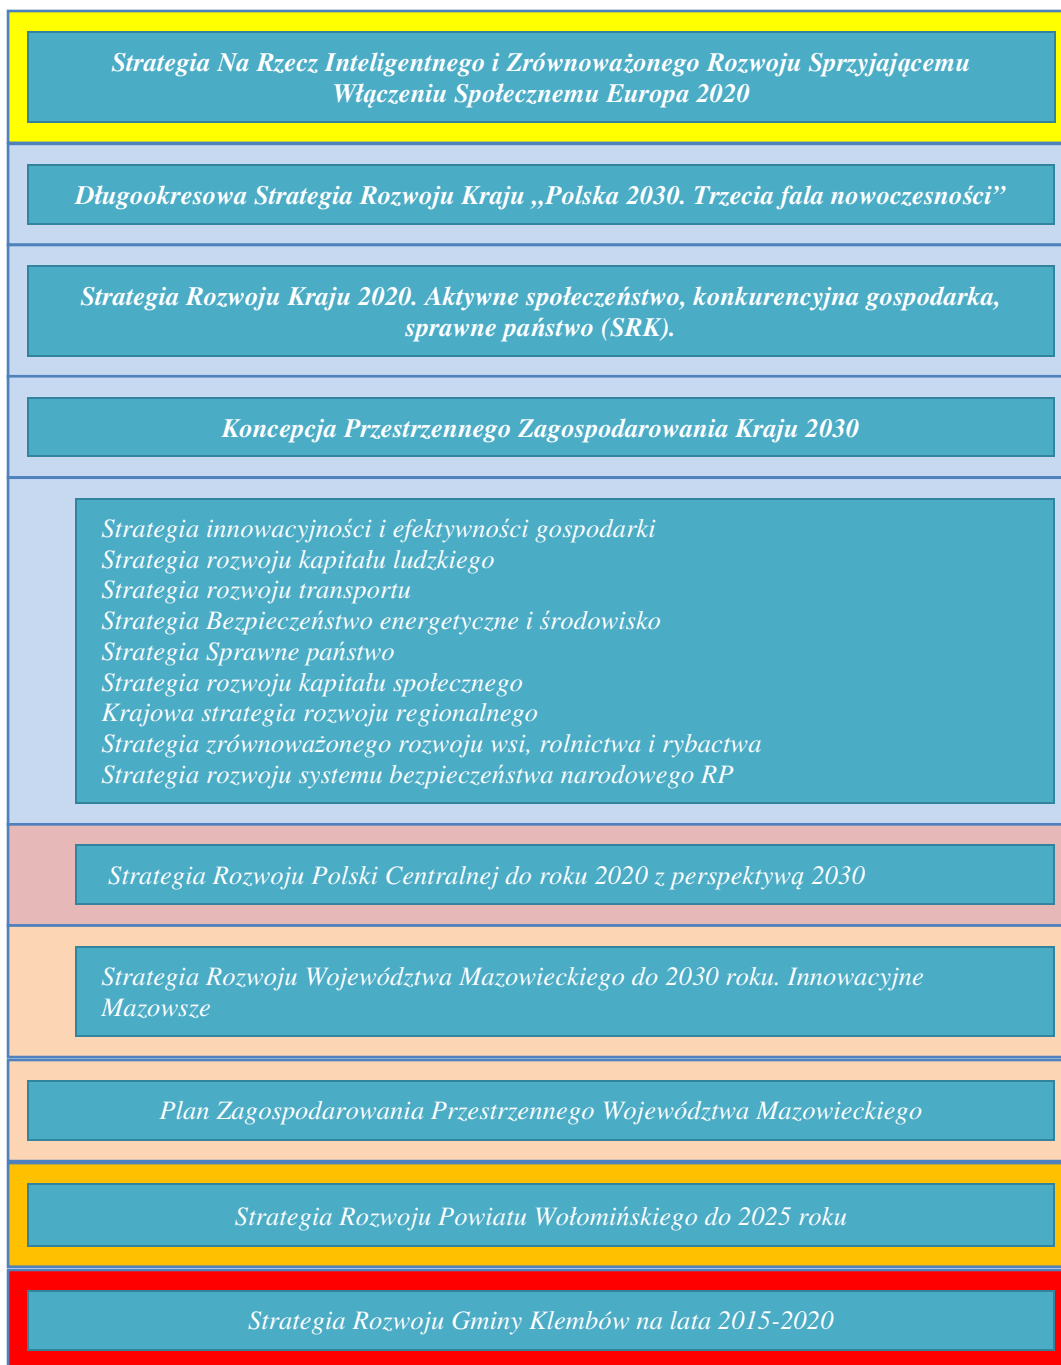 Strategia Na Rzecz Inteligentnego i Zrównoważonego Rozwoju Sprzyjającemu
Włączeniu Społecznemu Europa 2020
Długookresowa Strategia Rozwoju Kraju „Polska 2030. Trzecia fala nowoczesności”
Strategia Rozwoju Kraju 2020. Aktywne społeczeństwo, konkurencyjna gospodarka,
sprawne państwo (SRK).
Koncepcja Przestrzennego Zagospodarowania Kraju 2030
Strategia innowacyjności i efektywności gospodarki
Strategia rozwoju kapitału ludzkiego
Strategia rozwoju transportu
Strategia Bezpieczeństwo energetyczne i środowisko
Strategia Sprawne państwo
Strategia rozwoju kapitału społecznego
Krajowa strategia rozwoju regionalnego
Strategia zrównoważonego rozwoju wsi, rolnictwa i rybactwa
Strategia rozwoju systemu bezpieczeństwa narodowego RP
Strategia Rozwoju Polski Centralnej do roku 2020 z perspektywą 2030
Strategia Rozwoju Województwa Mazowieckiego do 2030 roku. Innowacyjne
Mazowsze
Plan Zagospodarowania Przestrzennego Województwa Mazowieckiego
Strategia Rozwoju Powiatu Wołomińskiego do 2025 roku
Strategia Rozwoju Gminy Klembów na lata 2015-2020